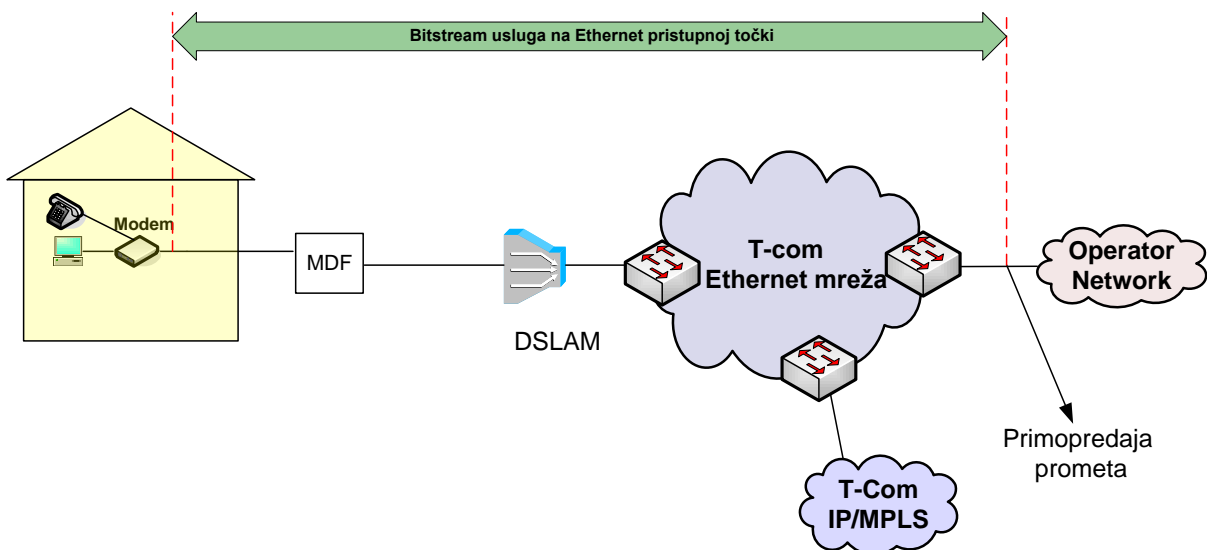 Bitstream usluga na Ethernet pristupnoj točki
Modem
MDF
DSLAM
T-com
Ethernet mreža
Operator
Network
Primopredaja
prometa
T-Com
IP/MPLS